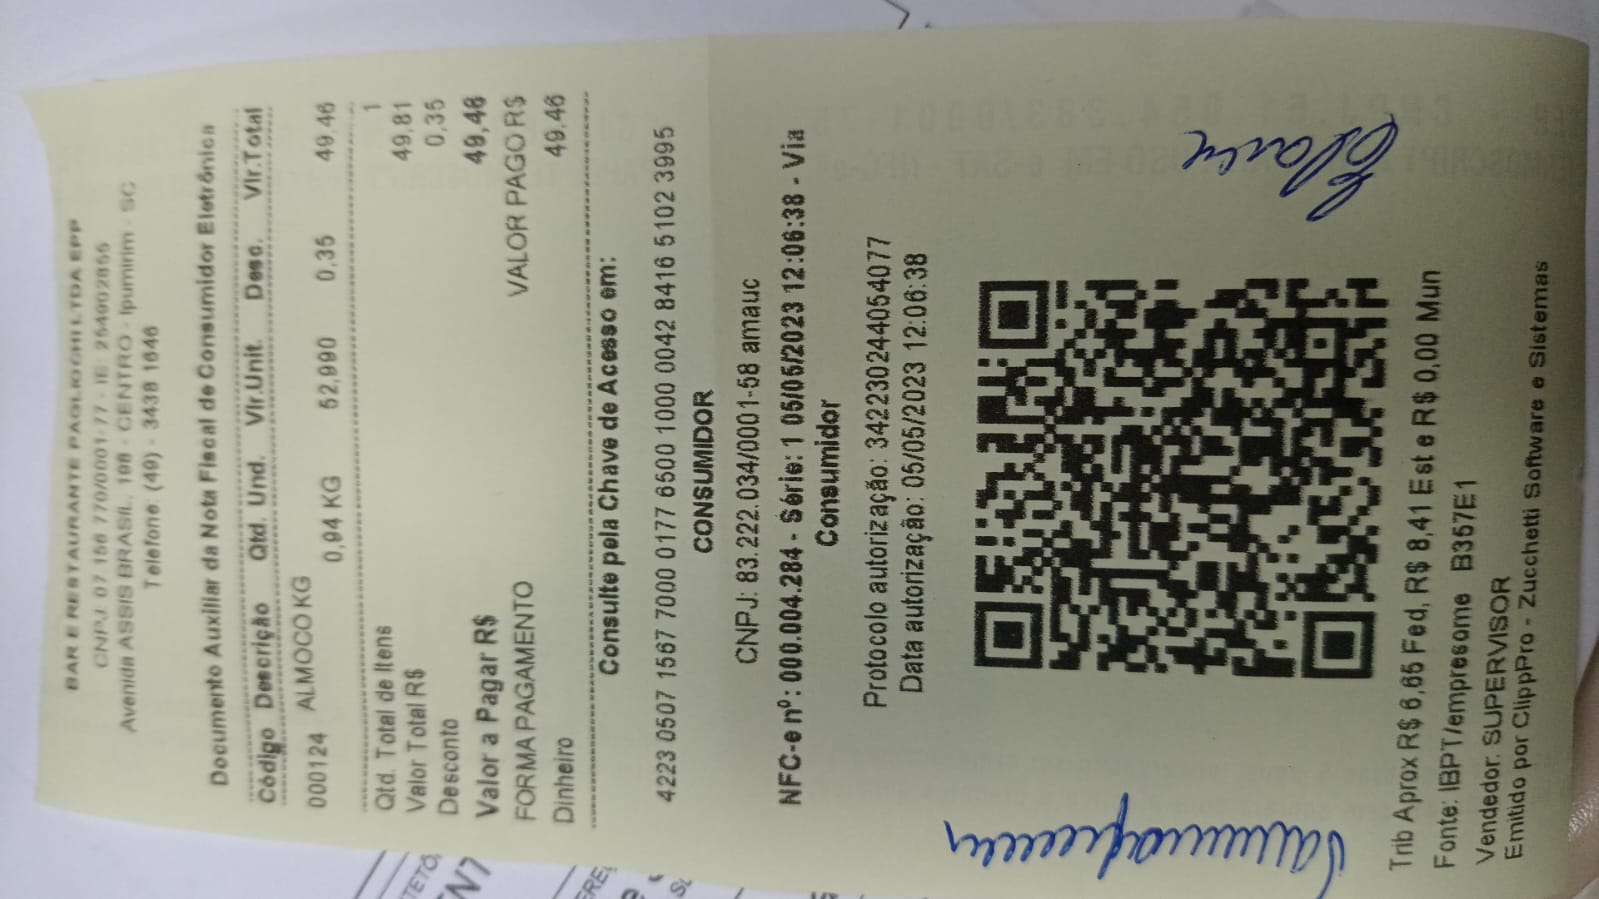 BAR E RESTAURANTE PAGLIOCHI LTDA EPP
CNPJ: 07 156 770/0001-77 - IE: 254902855
Avenida ASSIS BRASIL, 198 - CENTRO - Ipumirim - SC
Telefone: (49) - 3438 1646
Documento Auxiliar da Nota Fiscal de Consumidor Eletrônica
Código Descrição Qtd. Und. Vlr.Unit. Desc. Vlr.Total
000124 ALMOCO KG
0,94 KG 52,990 0,35 49,46
Qtd. Total de Itens 1
Valor Total R$ 49,81
Desconto 0,35
Valor a Pagar R$ 49,46
FORMA PAGAMENTO VALOR PAGO R$
Dinheiro 49,46
Consulte pela Chave de Acesso em:
4223 0507 1567 7000 0177 6500 1000 0042 8416 5102 3995
CONSUMIDOR
CNPJ: 83.222.034/0001-58 amauc
NFC-e nº: 000.004.284 - Série: 1 05/05/2023 12:06:38 - Via
Consumidor
Protocolo autorização: 342230244054077
Data autorização: 05/05/2023 12:06:38
Trib Aprox R$ 6,65 Fed, R$ 8,41 Est e R$ 0,00 Mun
Fonte: IBPT/empresome B357E1
Vendedor: SUPERVISOR
Emitido por ClippPro - Zucchetti Software e Sistemas